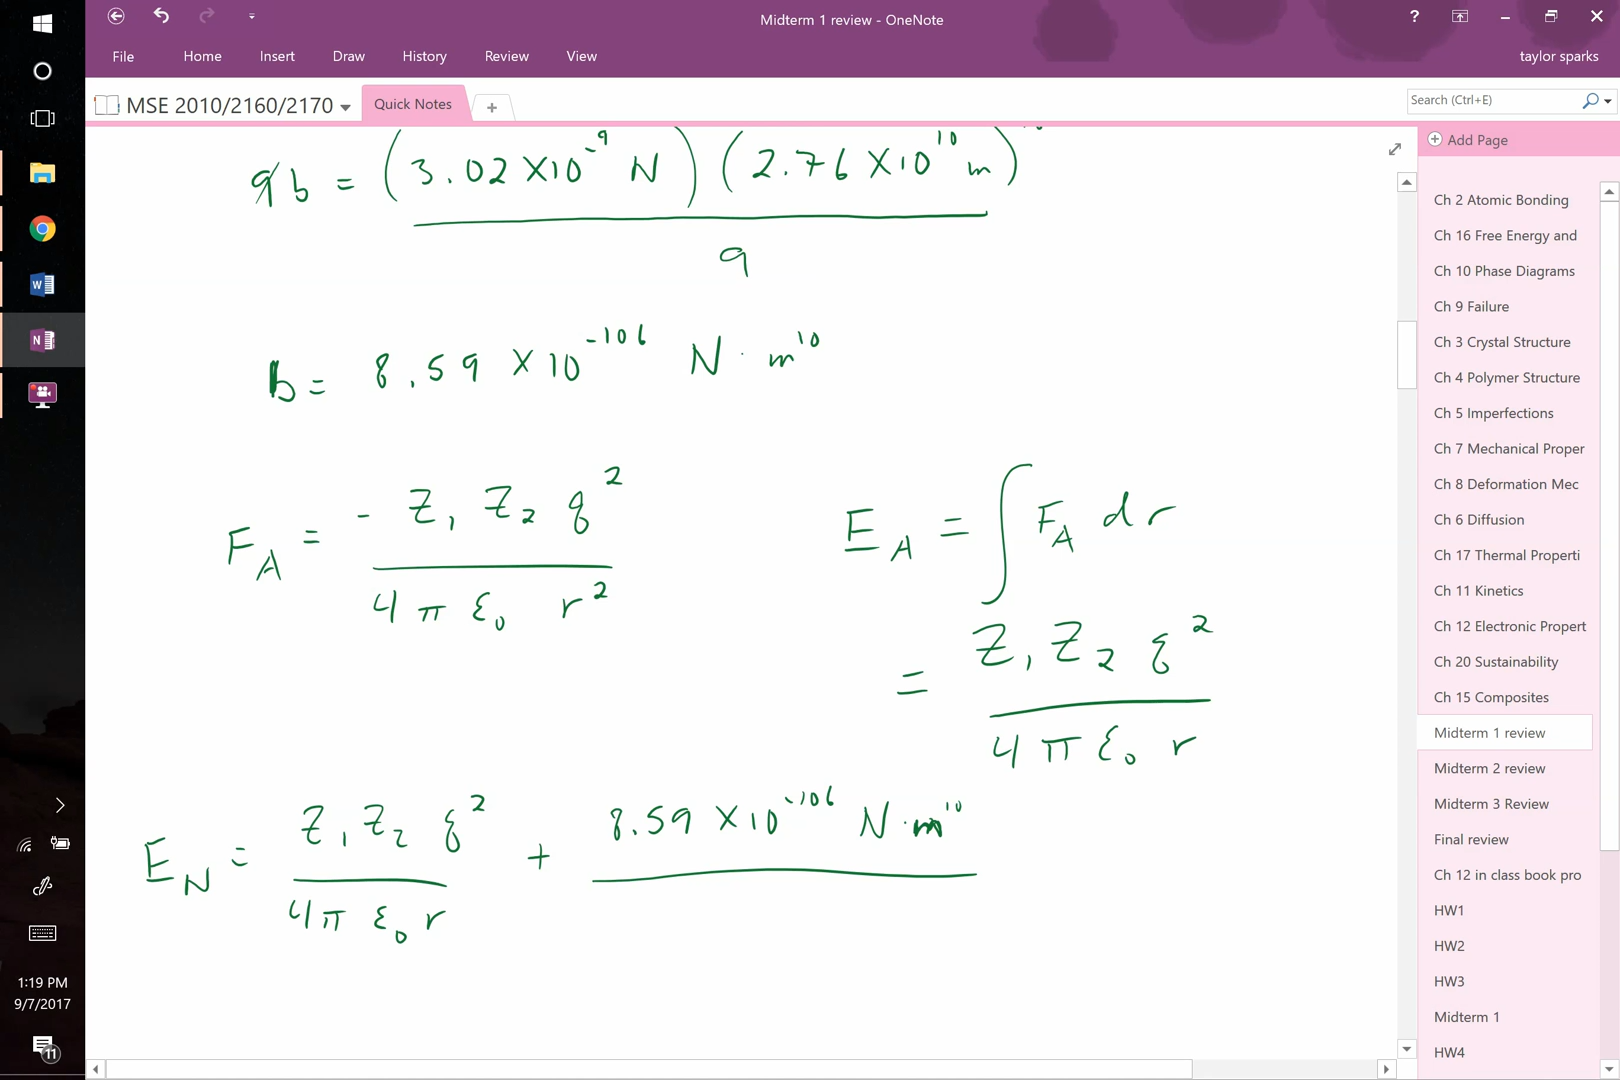 Midterm 1 review - OneNote
?
File Home Insert Draw History Review View
taylor sparks
MSE 2010/2160/2170
Quick Notes
+
Search (Ctrl+E)
Add Page
Ch 2 Atomic Bonding
Ch 16 Free Energy and
Ch 10 Phase Diagrams
Ch 9 Failure
Ch 3 Crystal Structure
Ch 4 Polymer Structure
Ch 5 Imperfections
Ch 7 Mechanical Proper
Ch 8 Deformation Mec
Ch 6 Diffusion
Ch 17 Thermal Properti
Ch 11 Kinetics
Ch 12 Electronic Propert
Ch 20 Sustainability
Ch 15 Composites
Midterm 1 review
Midterm 2 review
Midterm 3 Review
Final review
Ch 12 in class book pro
HW1
HW2
HW3
Midterm 1
HW4
9b = (3.02 X10^-9 N) (2.76 X10^10 m)
9
b = 8.59 X10^-106 N · m^10
F_A = - Z_1 Z_2 q^2
4 π ε_0 r^2
E_A = ∫ F_A dr
= Z_1 Z_2 q^2
4 π ε_0 r
E_N = Z_1 Z_2 q^2 + 8.59 X10^-106 N · m^10
4π ε_0 r
1:19 PM
9/7/2017
11